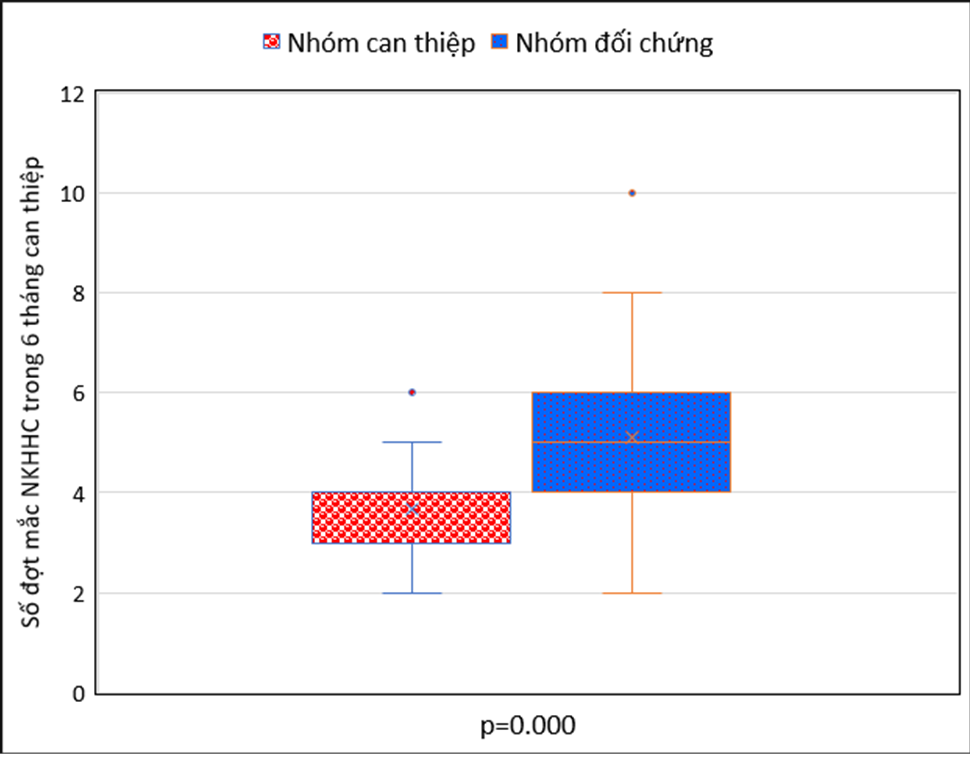 Nhóm can thiệp Nhóm đối chứng
Số đợt mắc NKHHC trong 6 tháng can thiệp
12
10
8
6
4
2
0
p=0.000